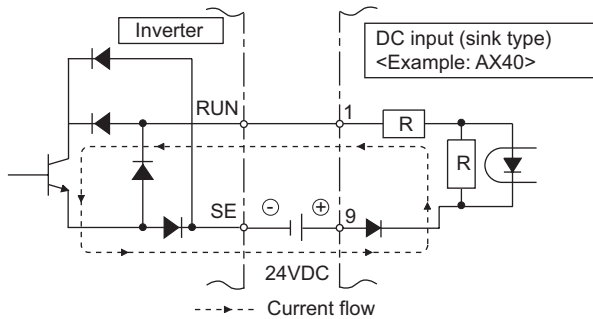 Inverter
DC input (sink type)
<Example: AX40>
RUN
1
R
R
SE
⊖
⊕
9
24VDC
Current flow